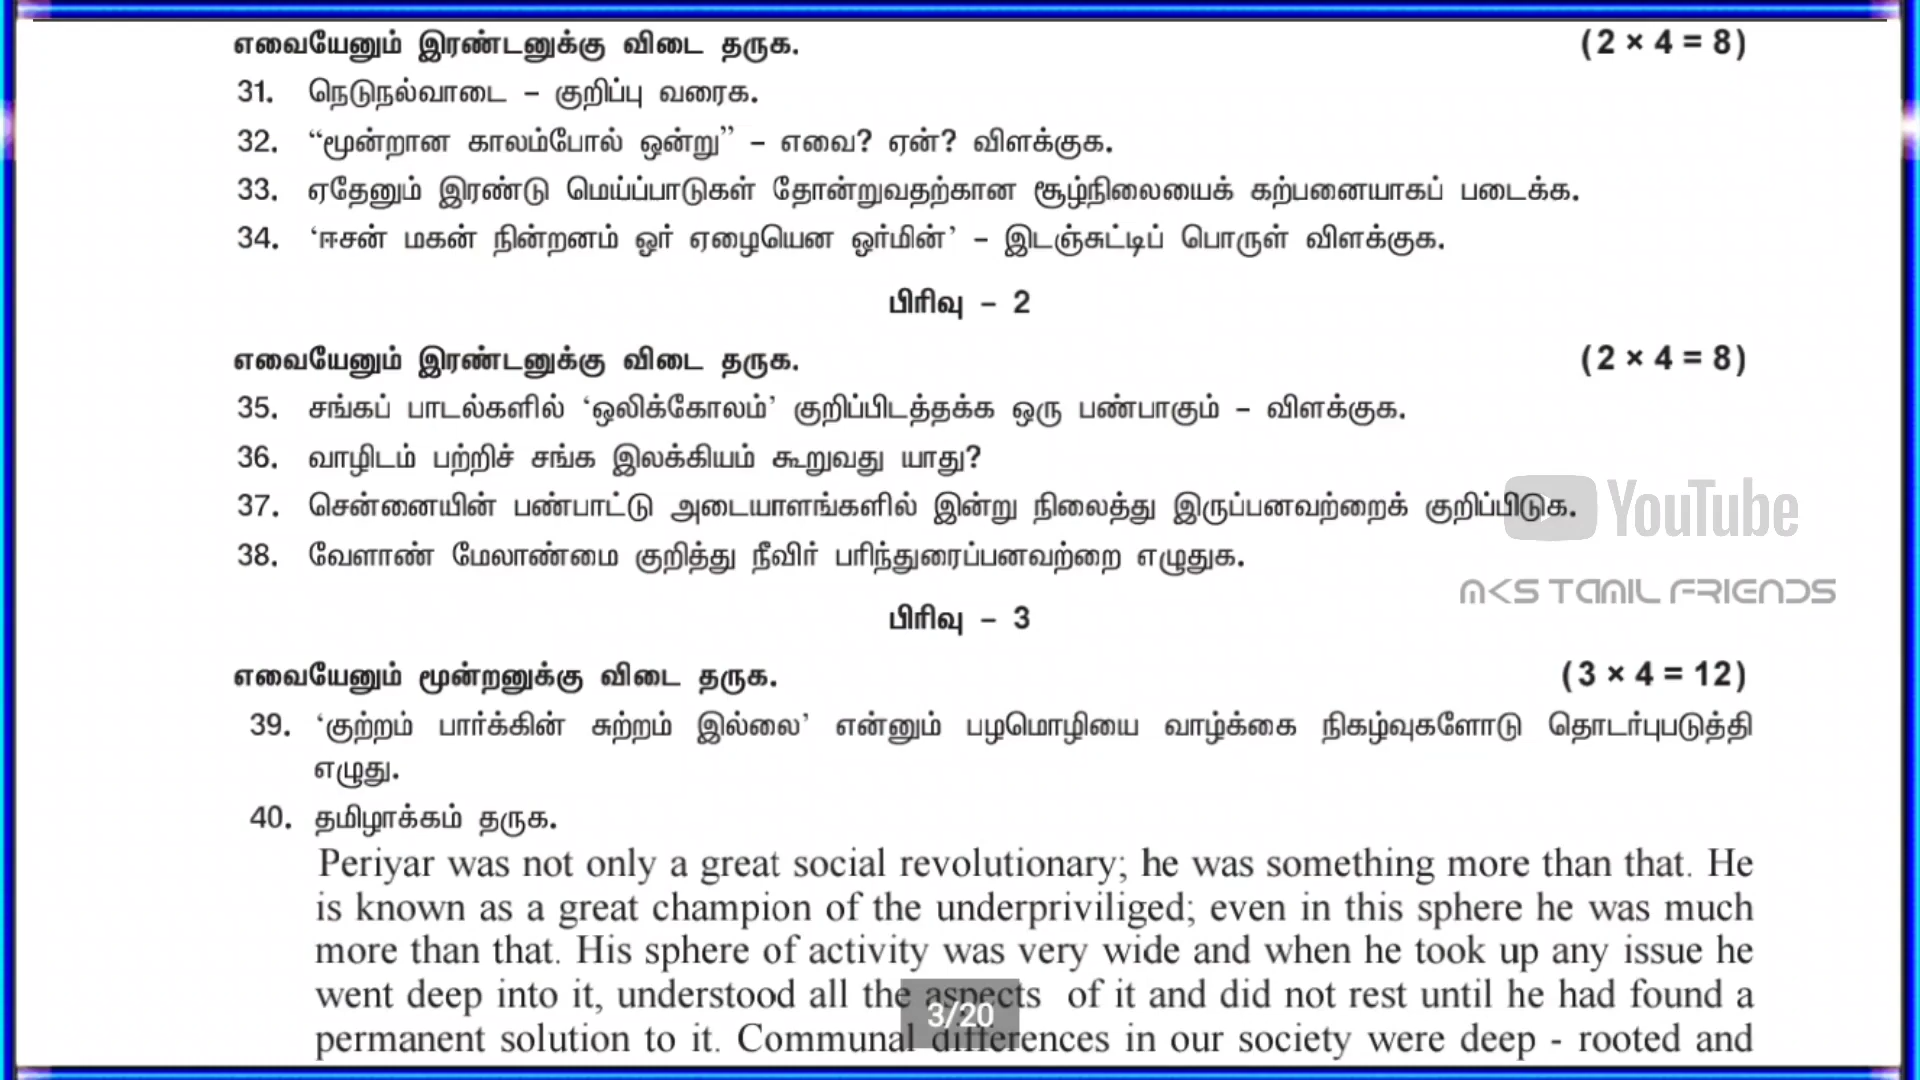 எவையேனும் இரண்டனுக்கு விடை தருக. (2 × 4 = 8)
31. நெடுநல்வாடை – குறிப்பு வரைக.
32. “மூன்றான காலம்போல் ஒன்று” – எவை? ஏன்? விளக்குக.
33. ஏதேனும் இரண்டு மெய்ப்பாடுகள் தோன்றுவதற்கான சூழ்நிலையைக் கற்பனையாகப் படைக்க.
34. ‘ஈசன் மகன் நின்றனம் ஓர் ஏழையென ஓர்மின்’ – இடஞ்சுட்டிப் பொருள் விளக்குக.
பிரிவு – 2
எவையேனும் இரண்டனுக்கு விடை தருக. (2 × 4 = 8)
35. சங்கப் பாடல்களில் ‘ஒலிக்கோலம்’ குறிப்பிடத்தக்க ஒரு பண்பாகும் – விளக்குக.
36. வாழிடம் பற்றிச் சங்க இலக்கியம் கூறுவது யாது?
37. சென்னையின் பண்பாட்டு அடையாளங்களில் இன்று நிலைத்து இருப்பனவற்றைக் குறிப்பிடுக.
YouTube
38. வேளாண் மேலாண்மை குறித்து நீவிர் பரிந்துரைப்பனவற்றை எழுதுக.
MKS TAMIL FRIENDS
பிரிவு – 3
எவையேனும் மூன்றனுக்கு விடை தருக. (3 × 4 = 12)
39. ‘குற்றம் பார்க்கின் சுற்றம் இல்லை’ என்னும் பழமொழியை வாழ்க்கை நிகழ்வுகளோடு தொடர்புபடுத்தி
எழுது.
40. தமிழாக்கம் தருக.
Periyar was not only a great social revolutionary; he was something more than that. He
is known as a great champion of the underpriviliged; even in this sphere he was much
more than that. His sphere of activity was very wide and when he took up any issue he
went deep into it, understood all the aspects of it and did not rest until he had found a
3/20
permanent solution to it. Communal differences in our society were deep - rooted and